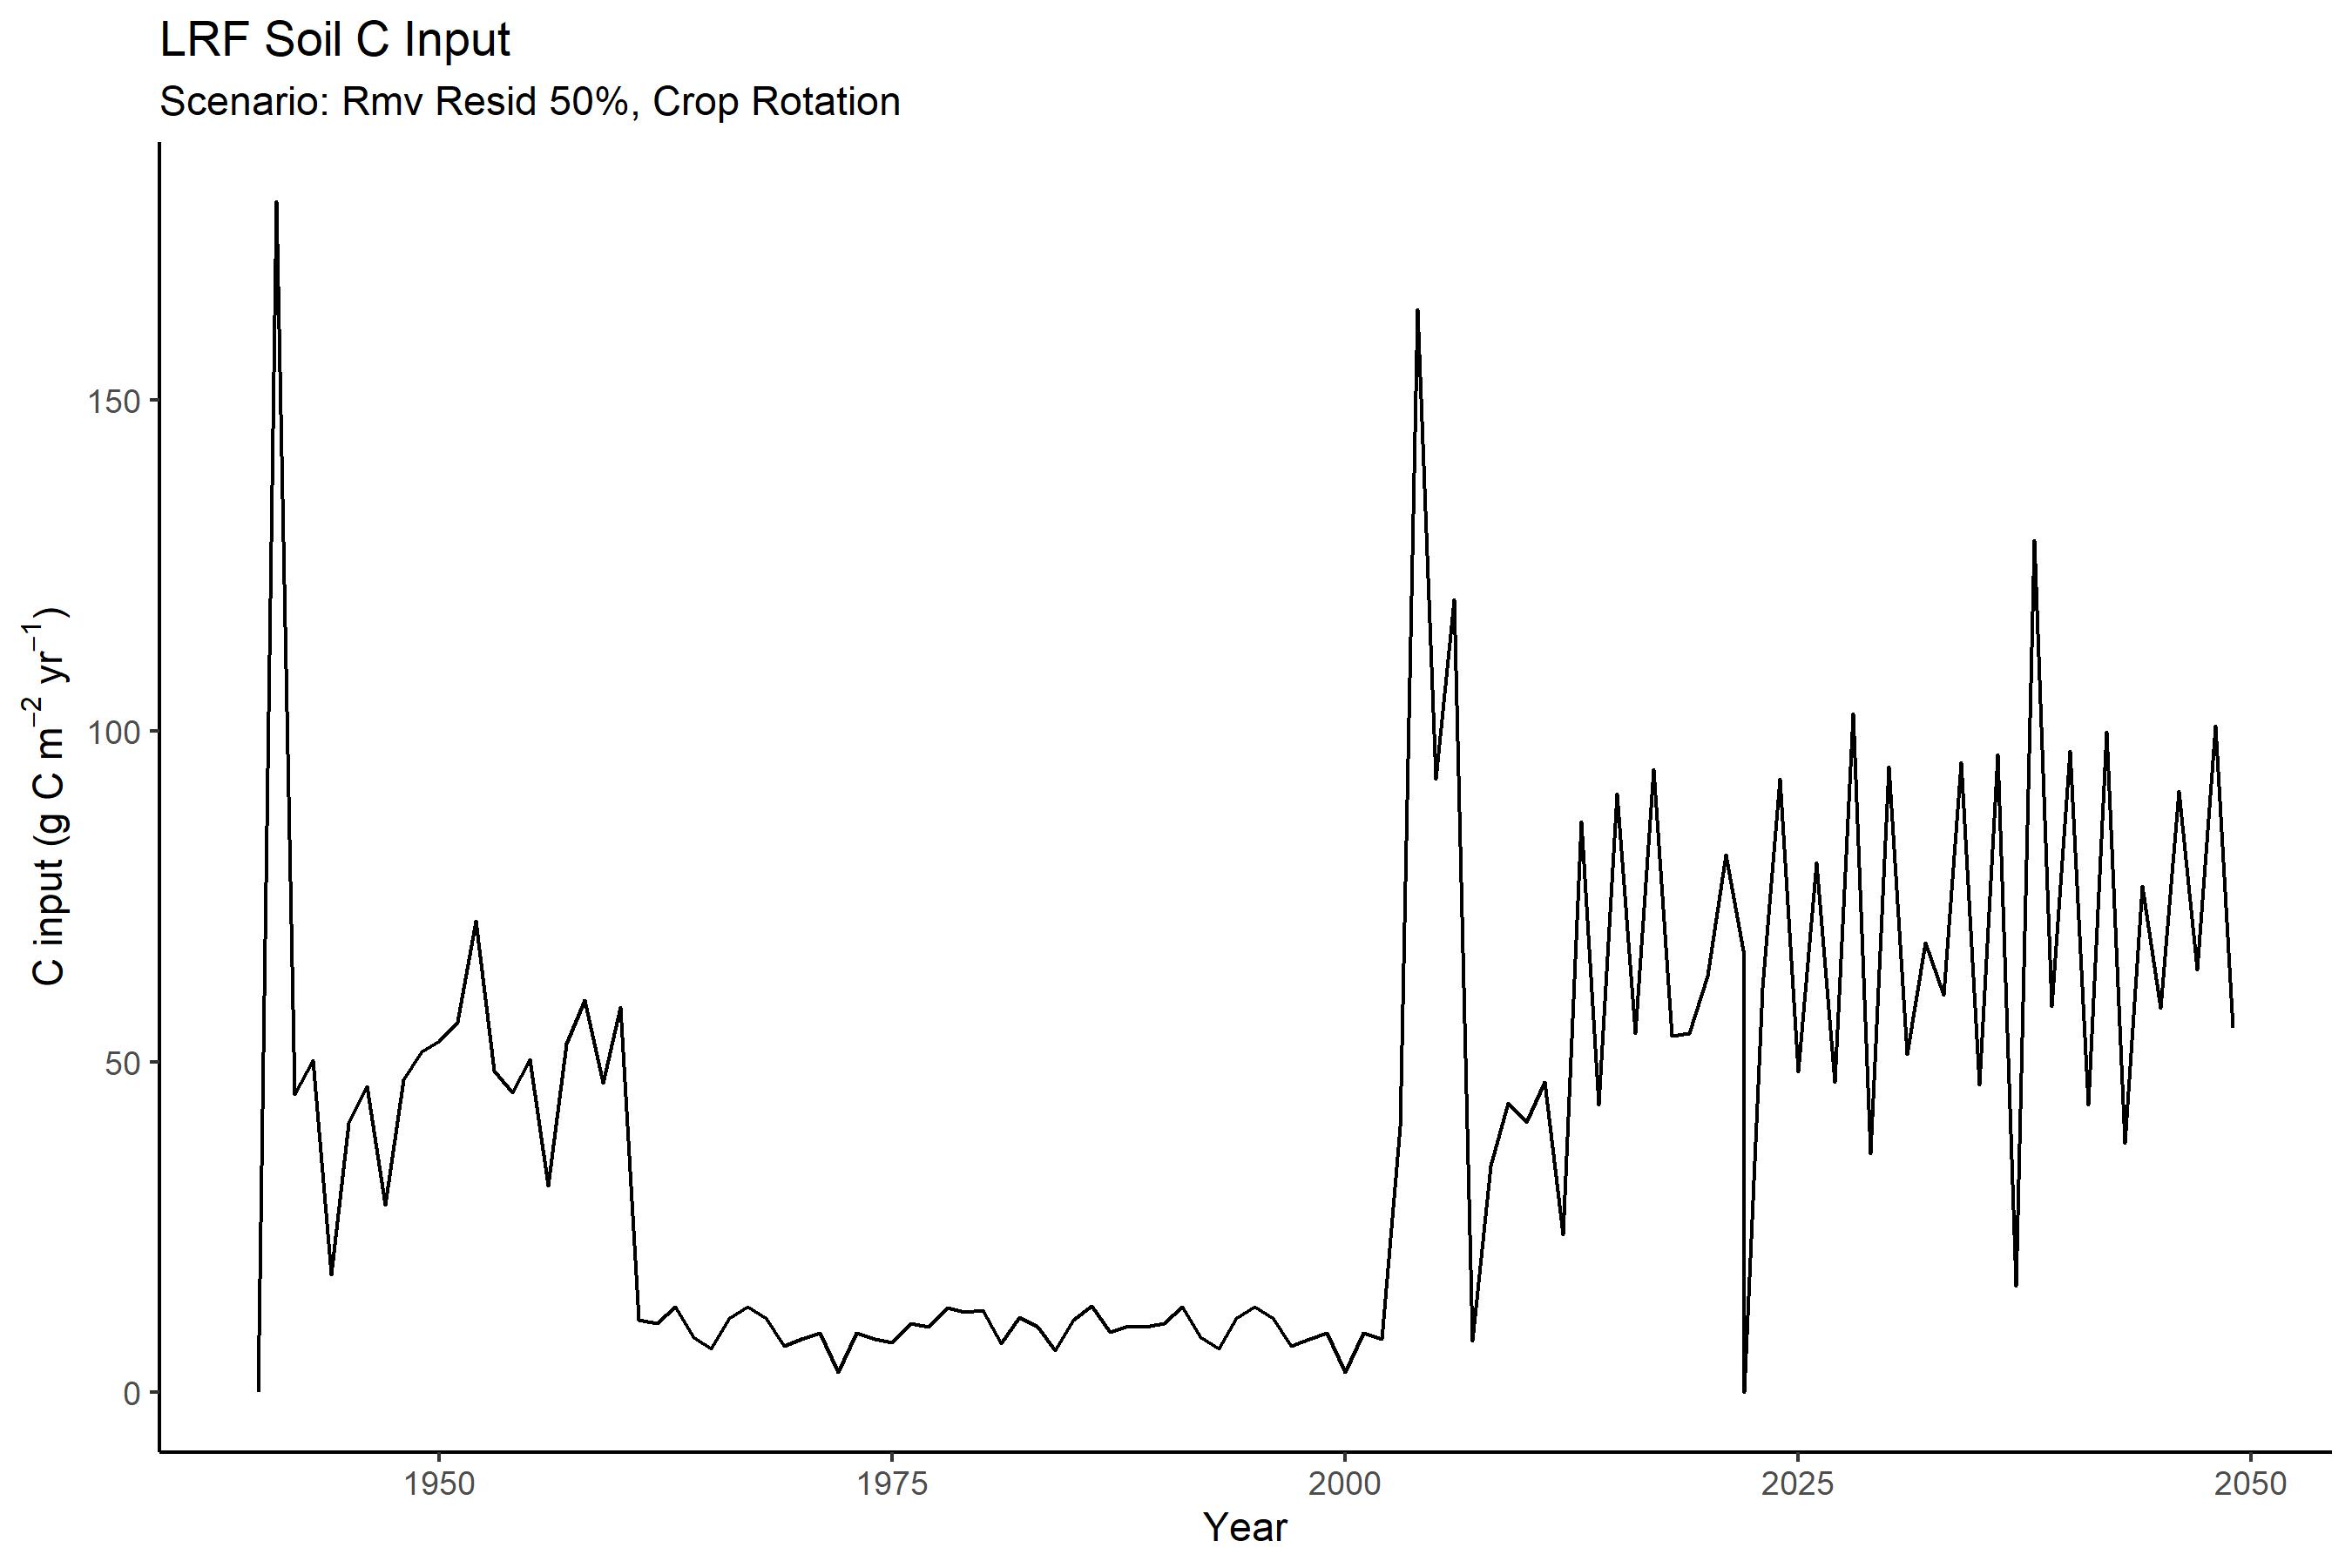 LRF Soil C Input
Scenario: Rmv Resid 50%, Crop Rotation
C input (g C m⁻² yr⁻¹)
150
100
50
0
1950 1975 2000 2025 2050
Year